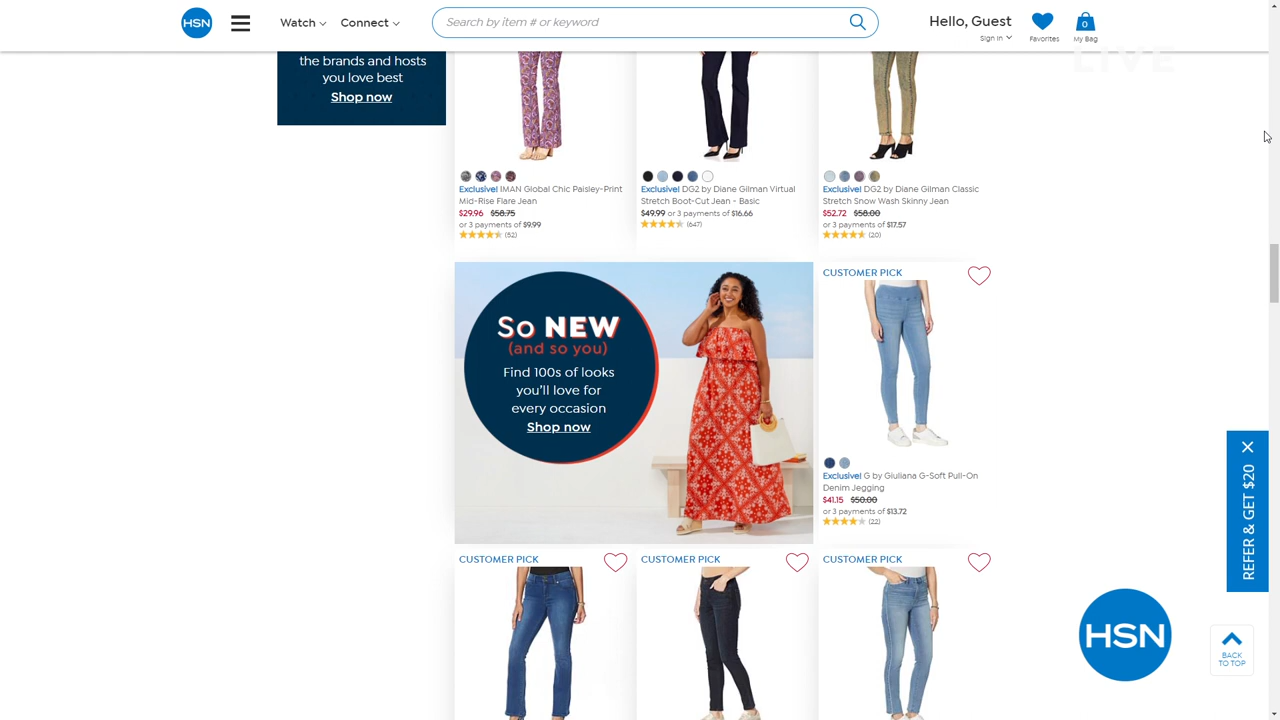 HSN
Watch
Connect
Search by item # or keyword
Hello, Guest
Sign In
Favorites
0
My Bag
LIVE
the brands and hosts
you love best
Shop now
Exclusive! IMAN Global Chic Paisley-Print
Mid-Rise Flare Jean
$29.96 $58.75
or 3 payments of $9.99
(52)
Exclusive! DG2 by Diane Gilman Virtual
Stretch Boot-Cut Jean - Basic
$49.99 or 3 payments of $16.66
(647)
Exclusive! DG2 by Diane Gilman Classic
Stretch Snow Wash Skinny Jean
$52.72 $58.00
or 3 payments of $17.57
(20)
So NEW
(and so you)
Find 100s of looks
you'll love for
every occasion
Shop now
CUSTOMER PICK
Exclusive! G by Giuliana G-Soft Pull-On
Denim Jegging
$41.15 $50.00
or 3 payments of $13.72
(22)
CUSTOMER PICK
CUSTOMER PICK
CUSTOMER PICK
REFER & GET $20
HSN
BACK
TO TOP